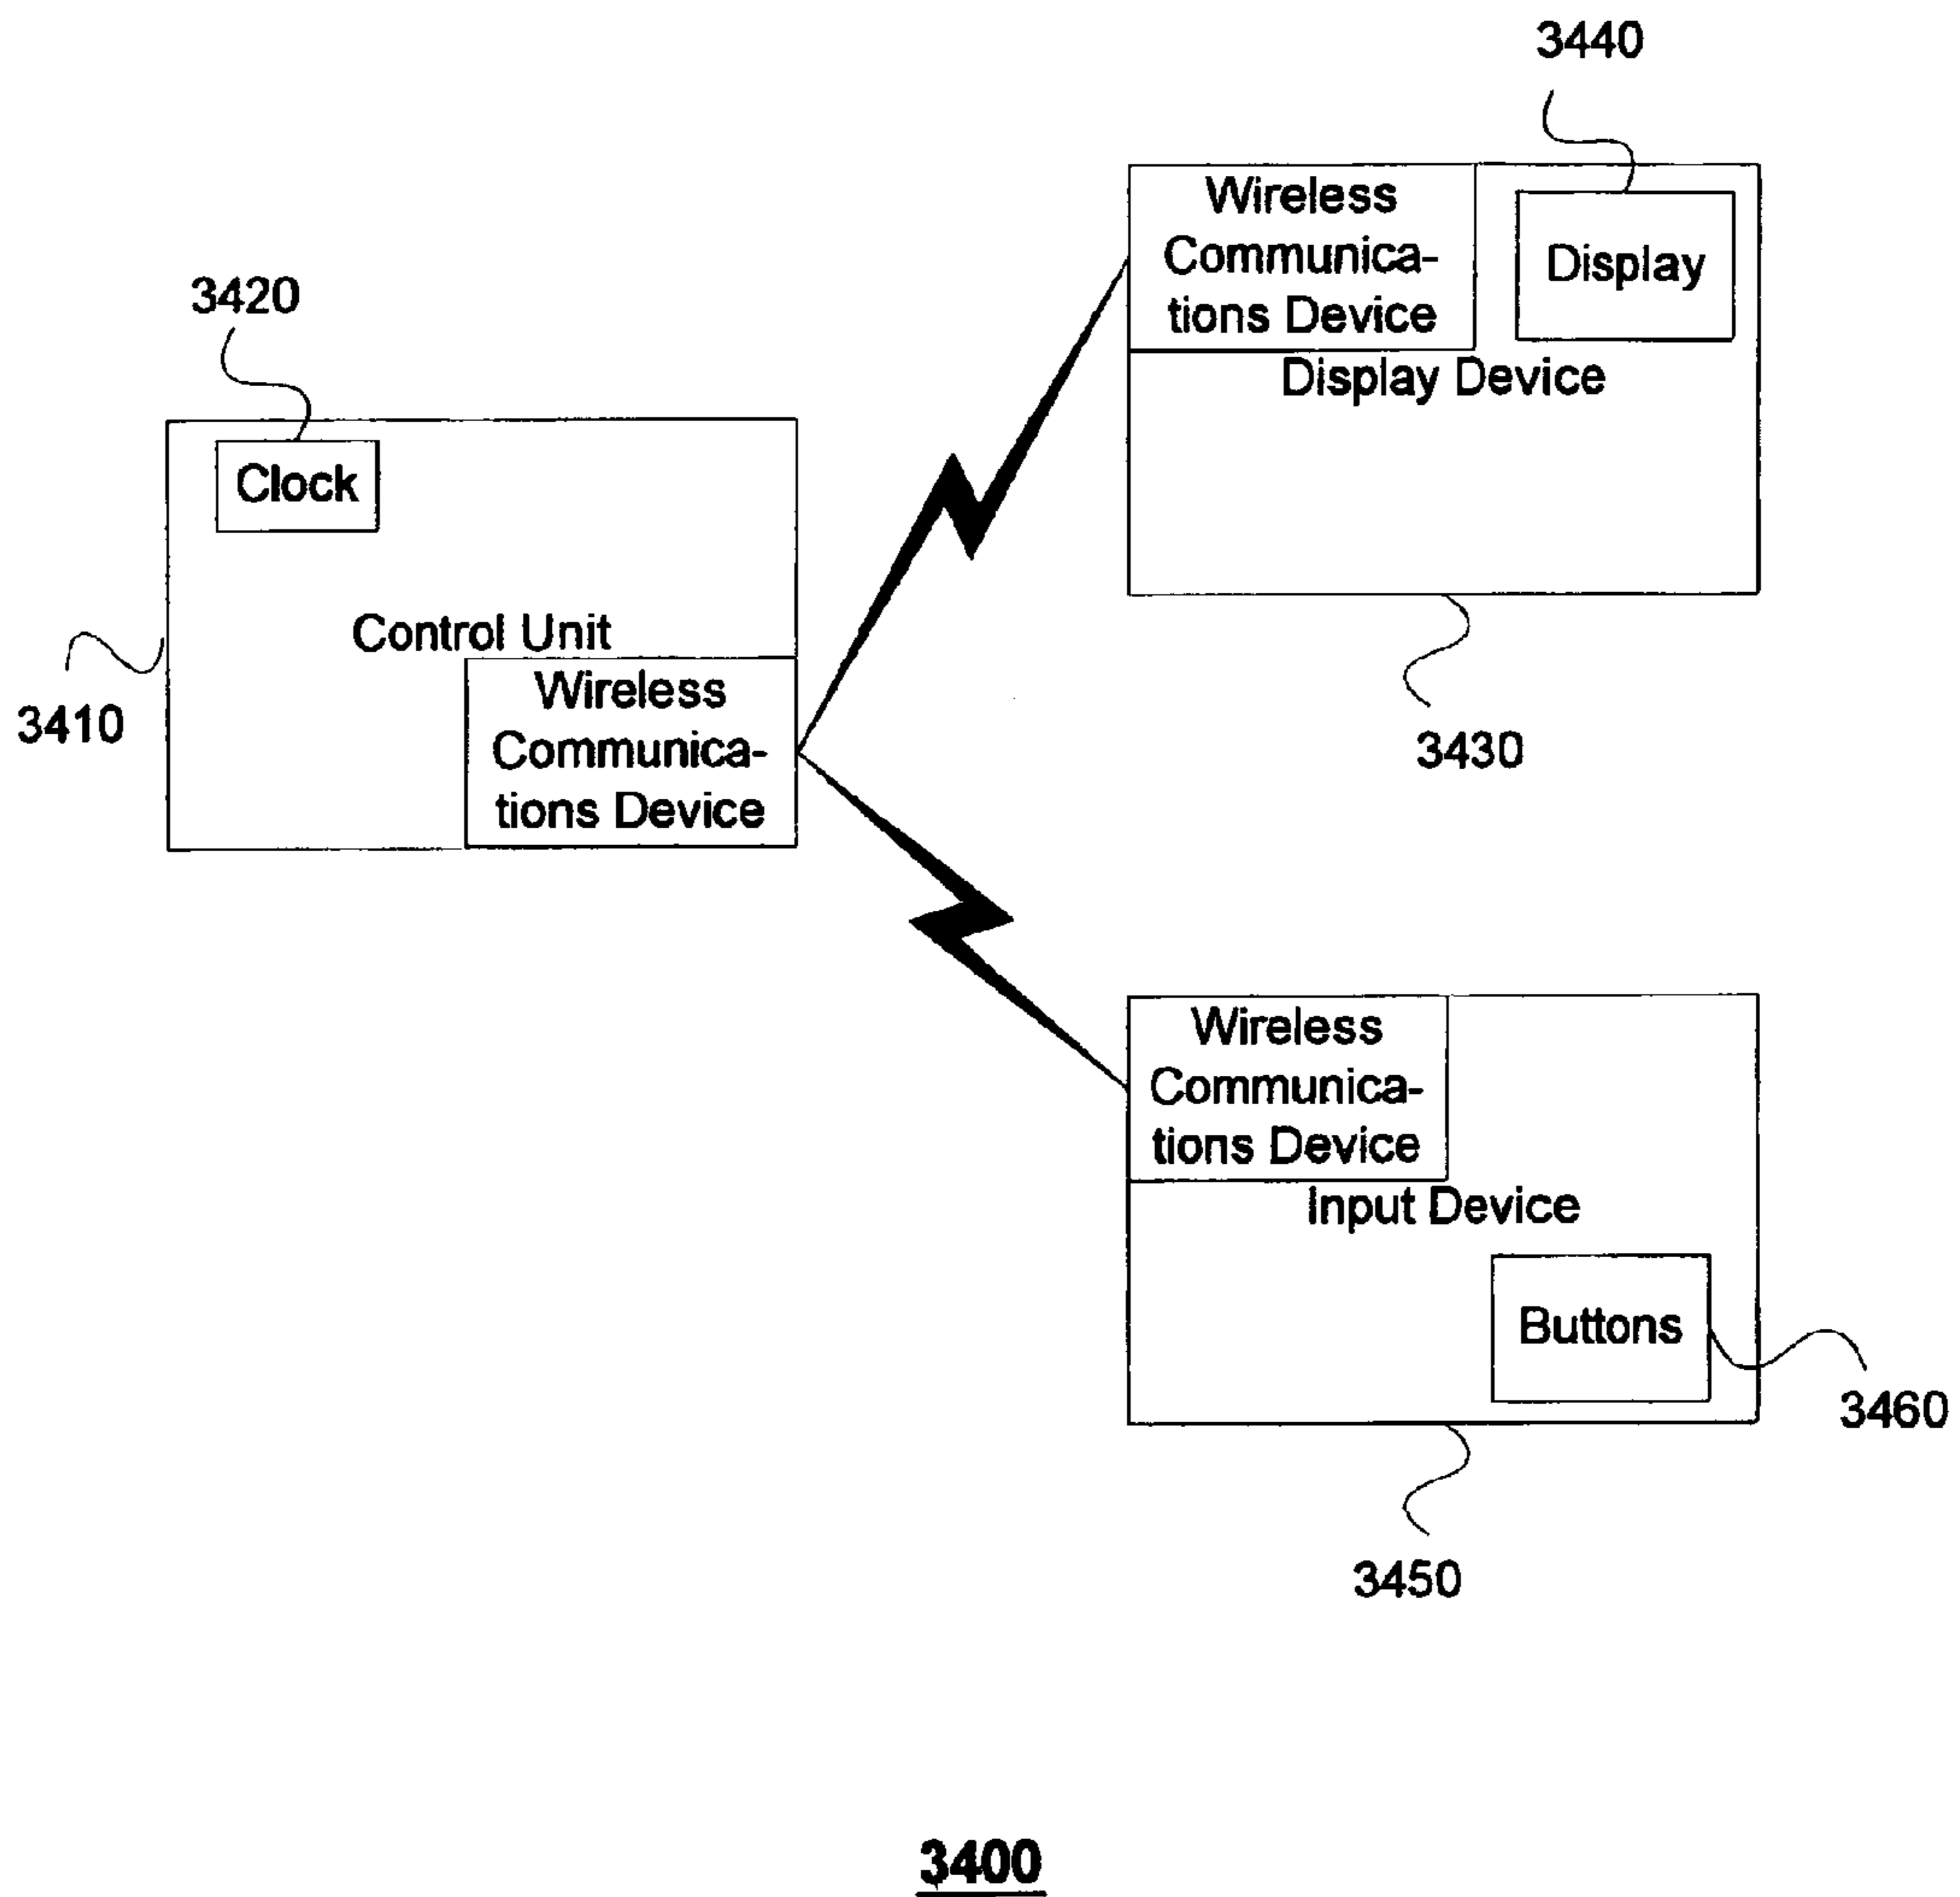 3440
Wireless
Communica-
tions Device
Display
Display Device
3430
3420
Clock
Control Unit
Wireless
Communica-
tions Device
3410
Wireless
Communica-
tions Device
Input Device
Buttons
3460
3450
3400